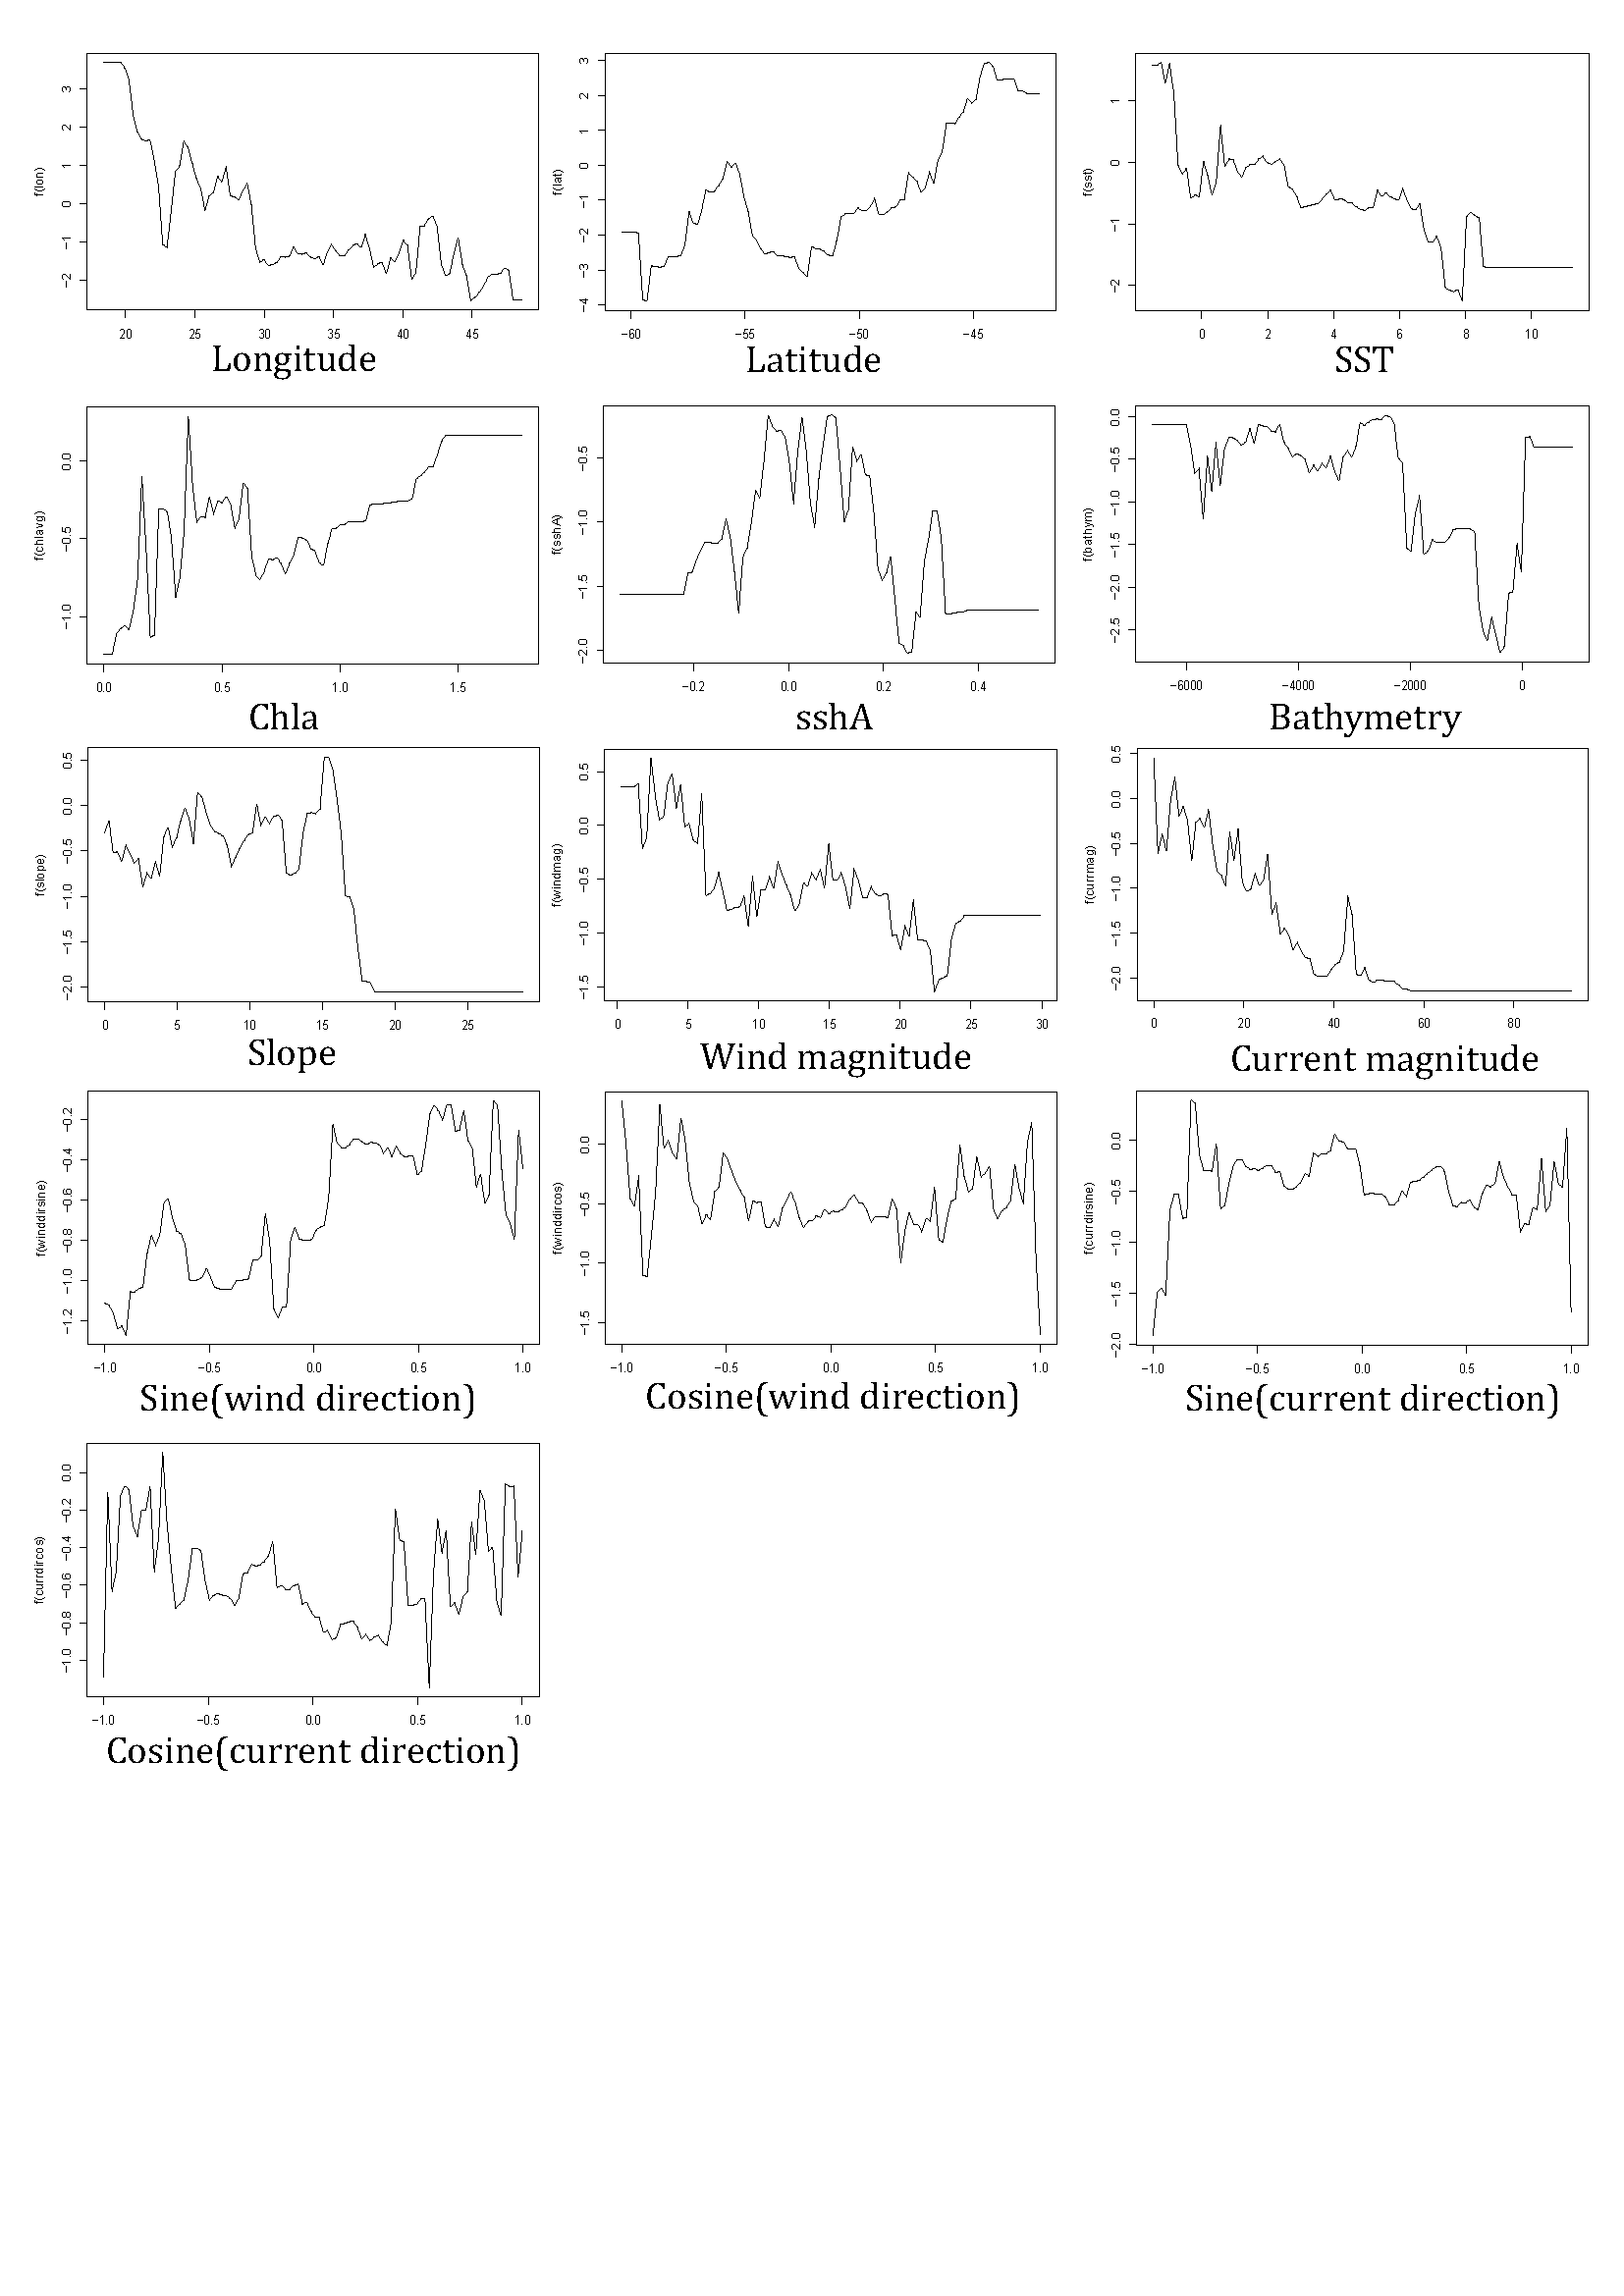 f(lon)
3
2
1
0
−1
−2
20 25 30 35 40 45
Longitude
f(lat)
3
2
1
0
−1
−2
−3
−4
−60 −55 −50 −45
Latitude
f(sst)
1
0
−1
−2
0 2 4 6 8 10
SST
f(chlavg)
0.0
−0.5
−1.0
0.0 0.5 1.0 1.5
Chla
f(sshA)
−0.5
−1.0
−1.5
−2.0
−0.2 0.0 0.2 0.4
sshA
f(bathym)
0.0
−0.5
−1.0
−1.5
−2.0
−2.5
−6000 −4000 −2000 0
Bathymetry
f(slope)
0.5
0.0
−0.5
−1.0
−1.5
−2.0
0 5 10 15 20 25
Slope
f(windmag)
0.5
0.0
−0.5
−1.0
−1.5
0 5 10 15 20 25 30
Wind magnitude
f(currmag)
0.5
0.0
−0.5
−1.0
−1.5
−2.0
0 20 40 60 80
Current magnitude
f(winddirsine)
−0.2
−0.4
−0.6
−0.8
−1.0
−1.2
−1.0 −0.5 0.0 0.5 1.0
Sine(wind direction)
f(winddircos)
0.0
−0.5
−1.0
−1.5
−1.0 −0.5 0.0 0.5 1.0
Cosine(wind direction)
f(currdirsine)
0.0
−0.5
−1.0
−1.5
−2.0
−1.0 −0.5 0.0 0.5 1.0
Sine(current direction)
f(currdircos)
0.0
−0.2
−0.4
−0.6
−0.8
−1.0
−1.0 −0.5 0.0 0.5 1.0
Cosine(current direction)